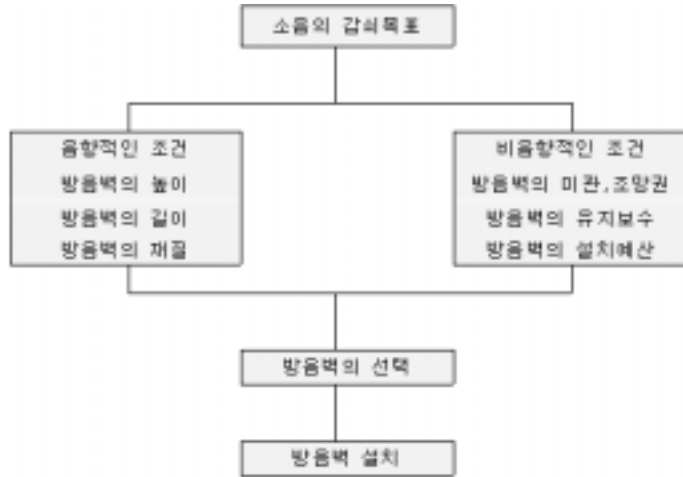 소음의 감쇠목표
음향적인 조건
방음벽의 높이
방음벽의 길이
방음벽의 재질
비음향적인 조건
방음벽의 미관,조망권
방음벽의 유지보수
방음벽의 설치예산
방음벽의 선택
방음벽 설치